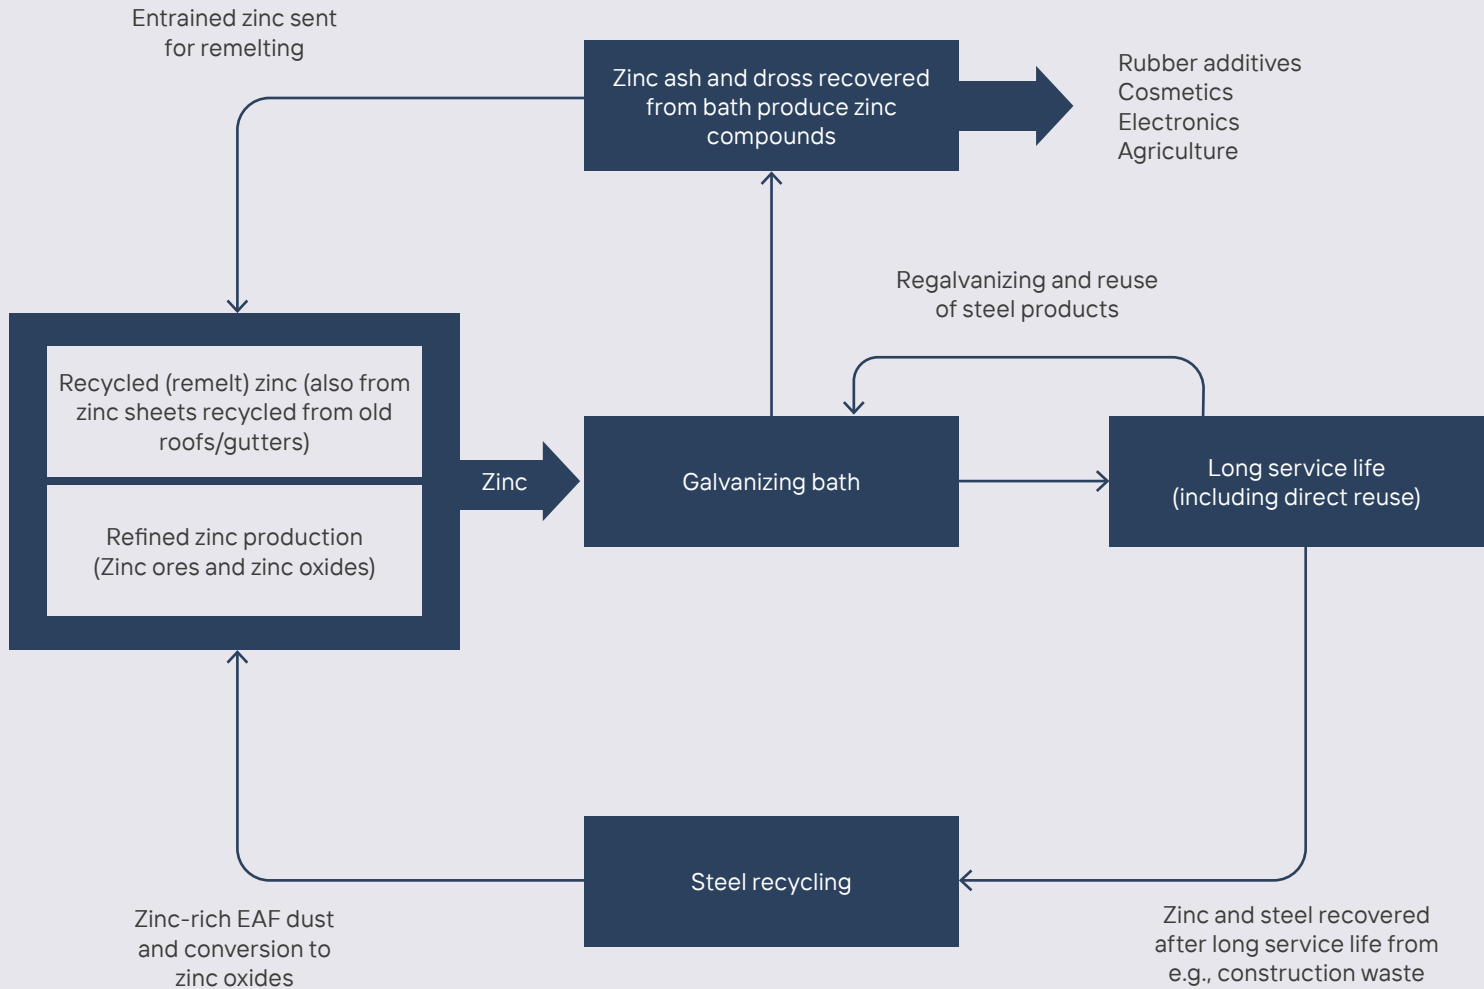 Entrained zinc sent
for remelting
Zinc ash and dross recovered
from bath produce zinc
compounds
Rubber additives
Cosmetics
Electronics
Agriculture
Regalvanizing and reuse
of steel products
Recycled (remelt) zinc (also from
zinc sheets recycled from old
roofs/gutters)
Refined zinc production
(Zinc ores and zinc oxides)
Zinc
Galvanizing bath
Long service life
(including direct reuse)
Steel recycling
Zinc-rich EAF dust
and conversion to
zinc oxides
Zinc and steel recovered
after long service life from
e.g., construction waste